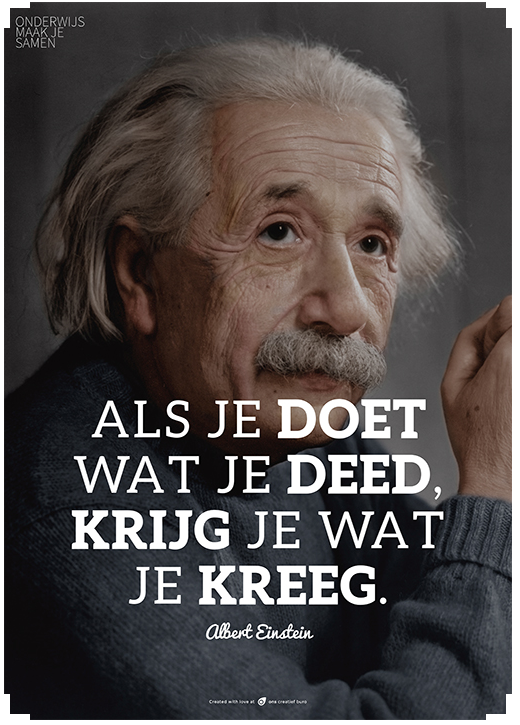 ONDERWIJS
MAAK JE
SAMEN
ALS JE DOET
WAT JE DEED,
KRIJG JE WAT
JE KREEG.
Albert Einstein
Created with love at ons creatief buro